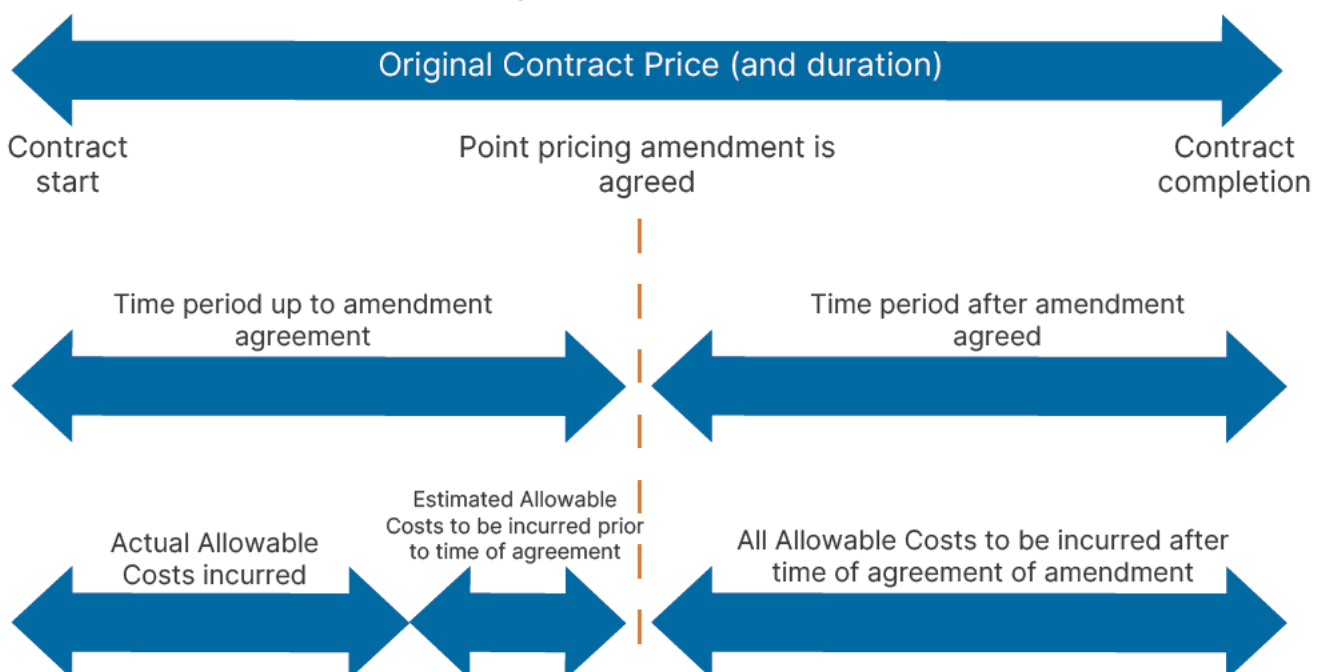 Original Contract Price (and duration)
Contract
start
Point pricing amendment is
agreed
Contract
completion
Time period up to amendment
agreement
Time period after amendment
agreed
Actual Allowable
Costs incurred
Estimated Allowable
Costs to be incurred prior
to time of agreement
All Allowable Costs to be incurred after
time of agreement of amendment